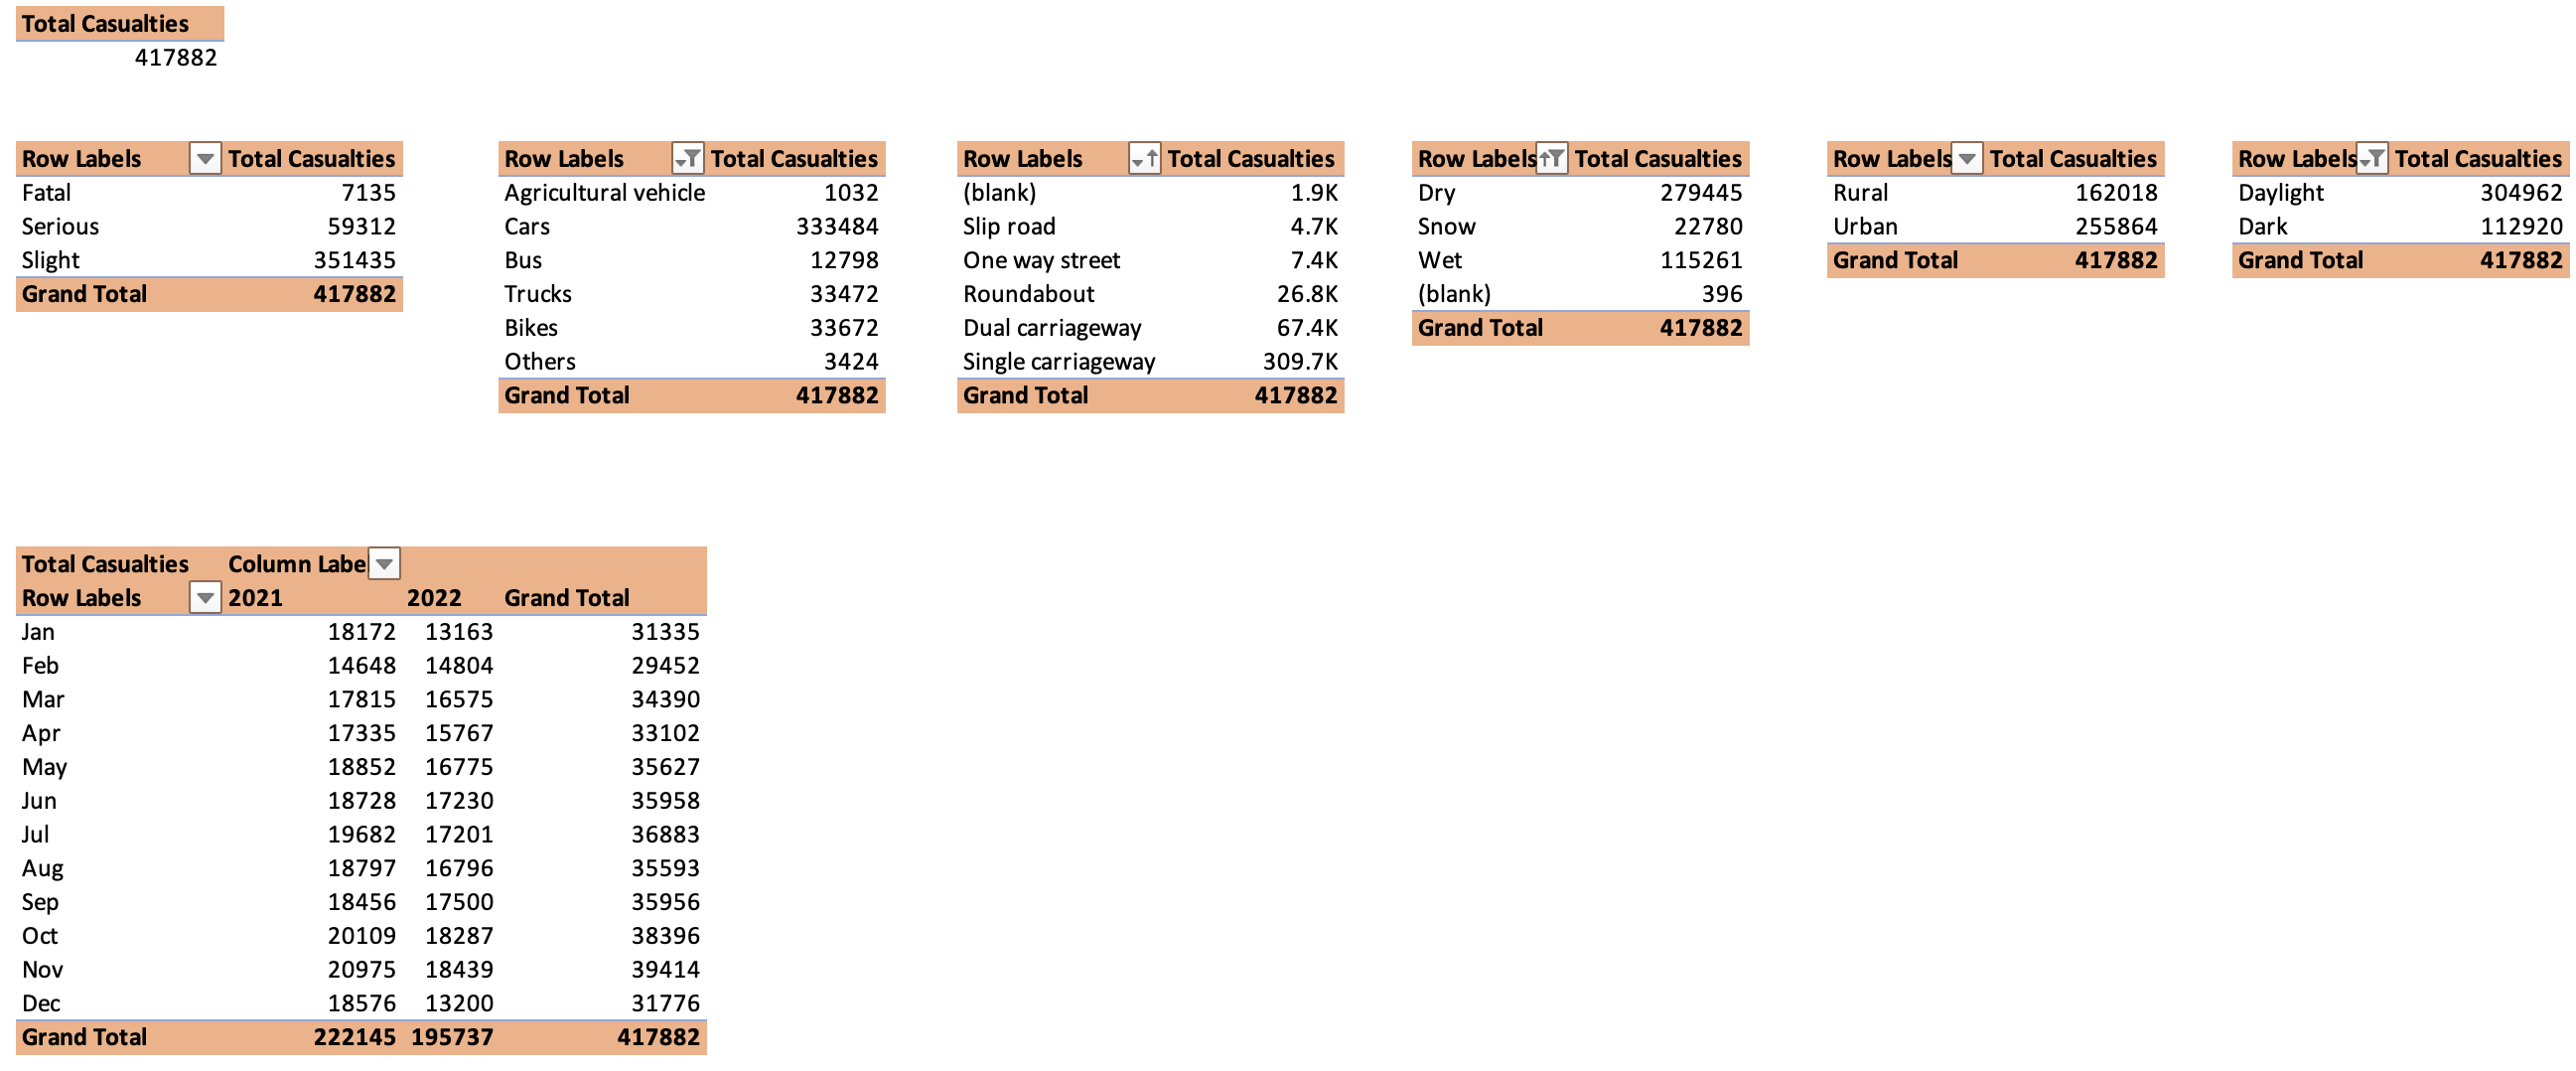 Total Casualties
417882
Row Labels Total Casualties
Fatal 7135
Serious 59312
Slight 351435
Grand Total 417882
Row Labels Total Casualties
Agricultural vehicle 1032
Cars 333484
Bus 12798
Trucks 33472
Bikes 33672
Others 3424
Grand Total 417882
Row Labels Total Casualties
(blank) 1.9K
Slip road 4.7K
One way street 7.4K
Roundabout 26.8K
Dual carriageway 67.4K
Single carriageway 309.7K
Grand Total 417882
Row Labels Total Casualties
Dry 279445
Snow 22780
Wet 115261
(blank) 396
Grand Total 417882
Row Labels Total Casualties
Rural 162018
Urban 255864
Grand Total 417882
Row Labels Total Casualties
Daylight 304962
Dark 112920
Grand Total 417882
Total Casualties Column Labe
Row Labels 2021 2022 Grand Total
Jan 18172 13163 31335
Feb 14648 14804 29452
Mar 17815 16575 34390
Apr 17335 15767 33102
May 18852 16775 35627
Jun 18728 17230 35958
Jul 19682 17201 36883
Aug 18797 16796 35593
Sep 18456 17500 35956
Oct 20109 18287 38396
Nov 20975 18439 39414
Dec 18576 13200 31776
Grand Total 222145 195737 417882